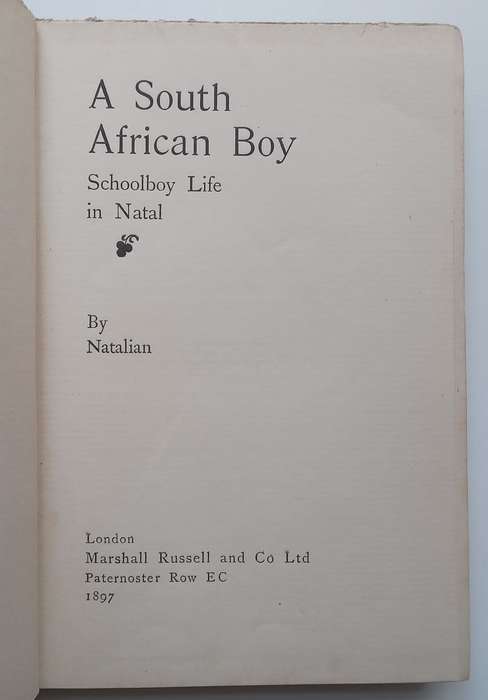 A South
African Boy
Schoolboy Life
in Natal
By
Natalian
London
Marshall Russell and Co Ltd
Paternoster Row EC
1897